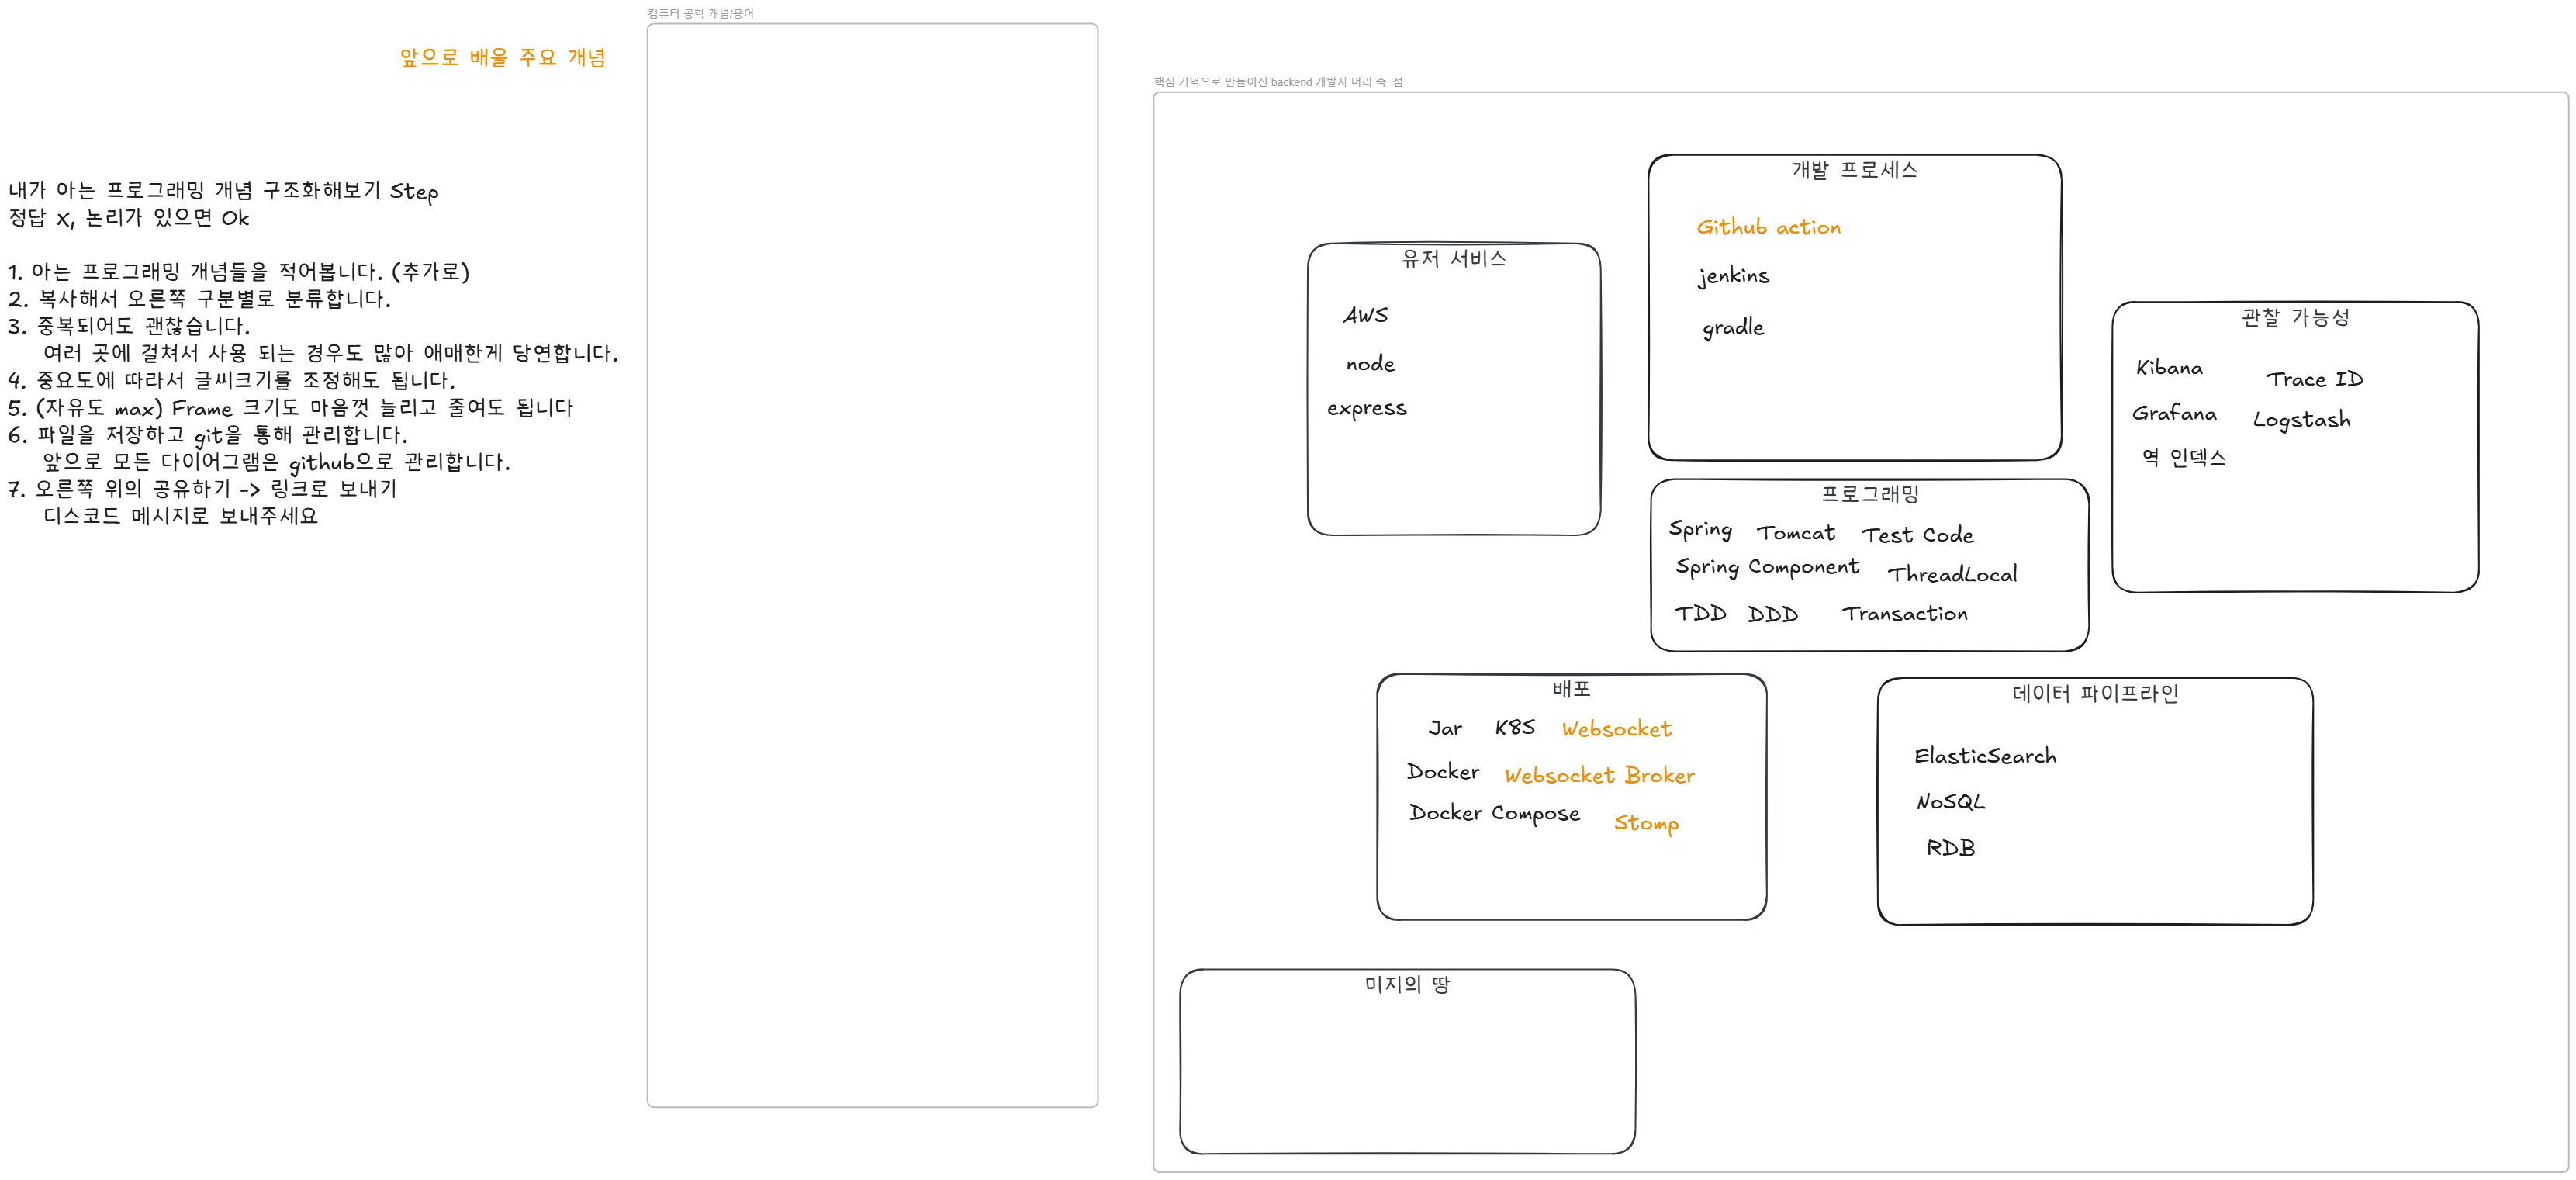 컴퓨터 공학 개념/용어
앞으로 배울 주요 개념
내가 아는 프로그래밍 개념 구조화해보기 Step
정답 X, 논리가 있으면 Ok
1. 아는 프로그래밍 개념들을 적어봅니다. (추가로)
2. 복사해서 오른쪽 구분별로 분류합니다.
3. 중복되어도 괜찮습니다.
여러 곳에 걸쳐서 사용 되는 경우도 많아 애매한게 당연합니다.
4. 중요도에 따라서 글씨크기를 조정해도 됩니다.
5. (자유도 max) Frame 크기도 마음껏 늘리고 줄여도 됩니다
6. 파일을 저장하고 git을 통해 관리합니다.
앞으로 모든 다이어그램은 github으로 관리합니다.
7. 오른쪽 위의 공유하기 -> 링크로 보내기
디스코드 메시지로 보내주세요
핵심 기억으로 만들어진 backend 개발자 머리 속 섬
유저 서비스
AWS
node
express
개발 프로세스
Github action
jenkins
gradle
관찰 가능성
Kibana
Trace ID
Grafana
Logstash
역 인덱스
프로그래밍
Spring Tomcat Test Code
Spring Component ThreadLocal
TDD DDD Transaction
배포
Jar K8S Websocket
Docker Websocket Broker
Docker Compose Stomp
데이터 파이프라인
ElasticSearch
NoSQL
RDB
미지의 땅